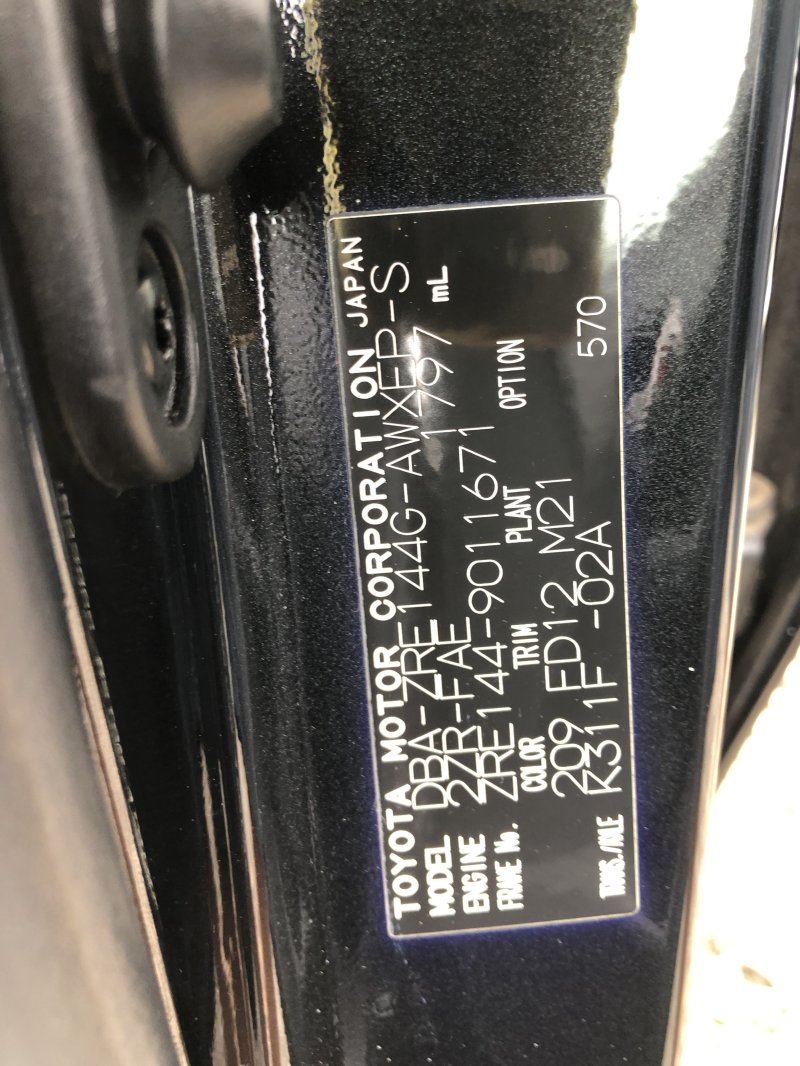 TOYOTA MOTOR CORPORATION JAPAN
MODEL DBA-ZRE144G-AWXEP-S
ENGINE 2ZR-FAE 1797 mL
FRAME No. ZRE144-9011671
COLOR TRIM PLANT OPTION
209 FD12 M21
TRANS./AXLE K311F -02A 570